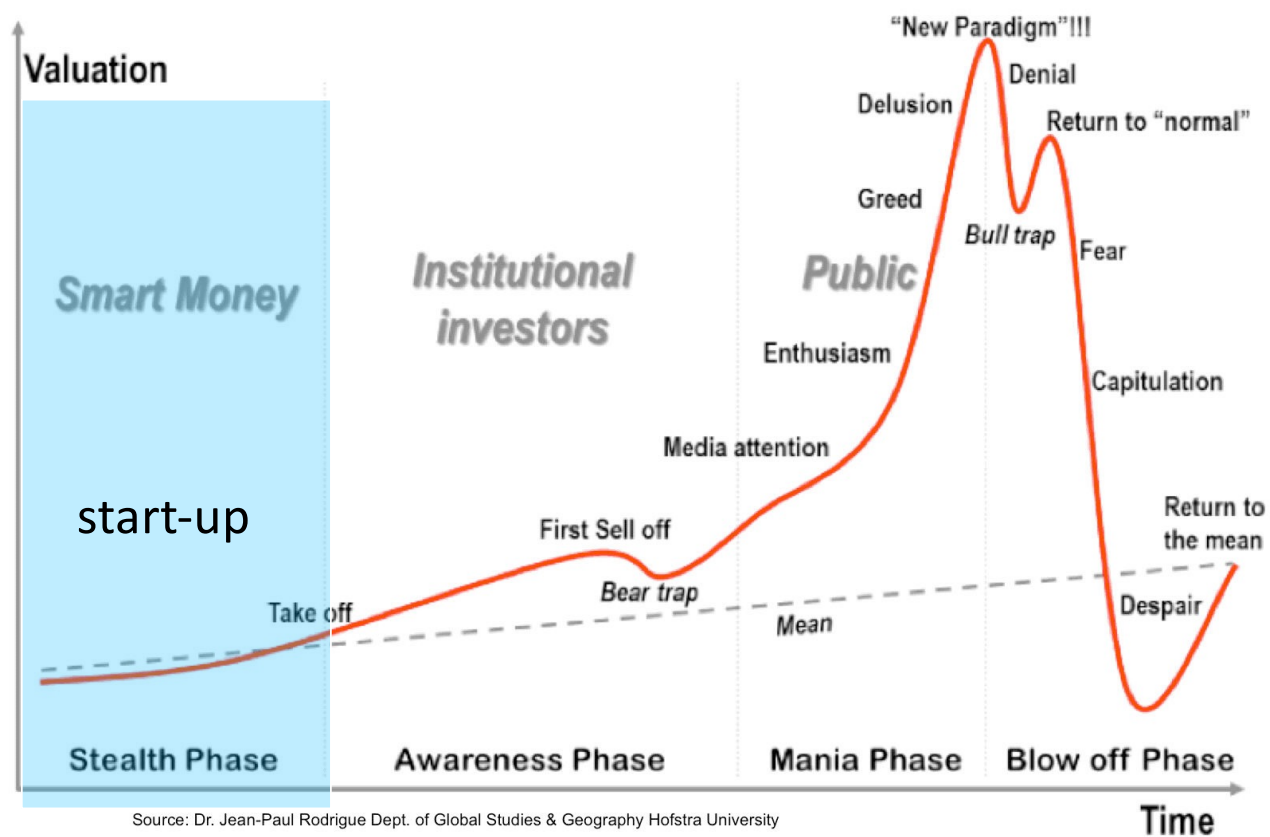 “New Paradigm”!!!
Valuation
Denial
Delusion
Return to “normal”
Greed
Bull trap
Fear
Smart Money
Institutional
investors
Public
Enthusiasm
Capitulation
Media attention
start-up
First Sell off
Return to
the mean
Bear trap
Take off
Despair
Mean
Stealth Phase
Awareness Phase
Mania Phase
Blow off Phase
Source: Dr. Jean-Paul Rodrigue Dept. of Global Studies & Geography Hofstra University
Time